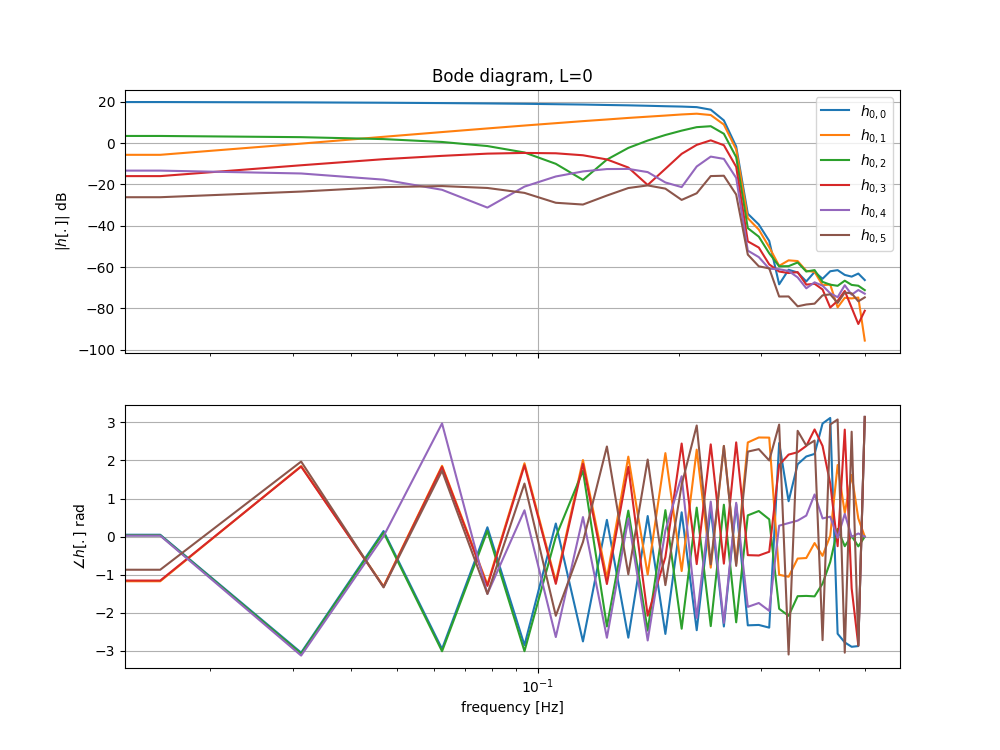 Bode diagram, L=0
20
0
−20
−40
−60
−80
−100
|h[.]| dB
h0,0
h0,1
h0,2
h0,3
h0,4
h0,5
3
2
1
0
−1
−2
−3
∠h[.] rad
10−1
frequency [Hz]